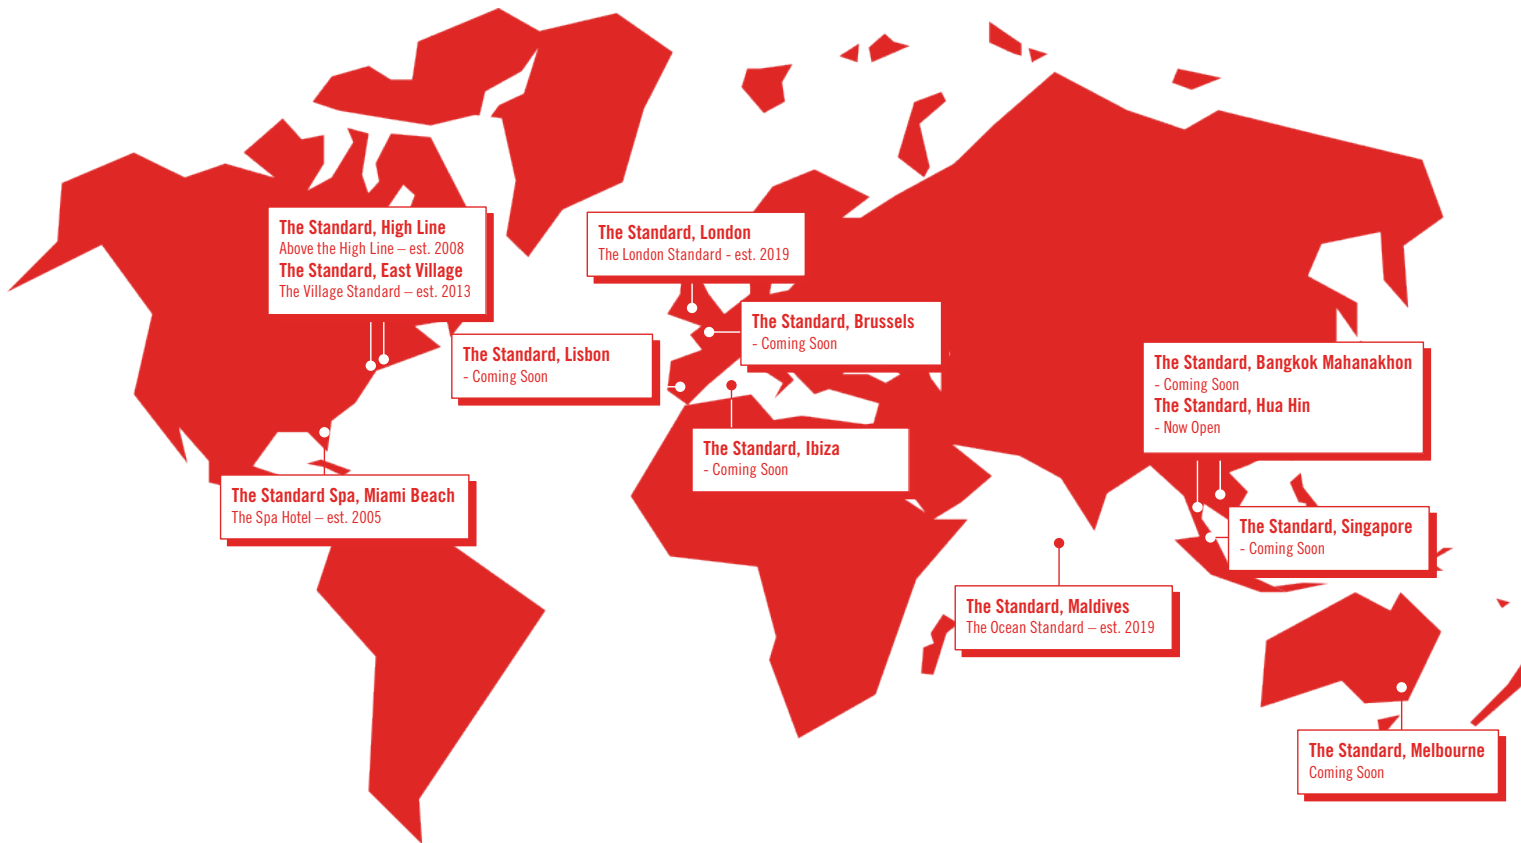 The Standard, High Line
Above the High Line – est. 2008
The Standard, East Village
The Village Standard – est. 2013
The Standard, London
The London Standard - est. 2019
The Standard, Brussels
- Coming Soon
The Standard, Lisbon
- Coming Soon
The Standard, Bangkok Mahanakhon
- Coming Soon
The Standard, Hua Hin
- Now Open
The Standard, Ibiza
- Coming Soon
The Standard Spa, Miami Beach
The Spa Hotel – est. 2005
The Standard, Singapore
- Coming Soon
The Standard, Maldives
The Ocean Standard – est. 2019
The Standard, Melbourne
Coming Soon